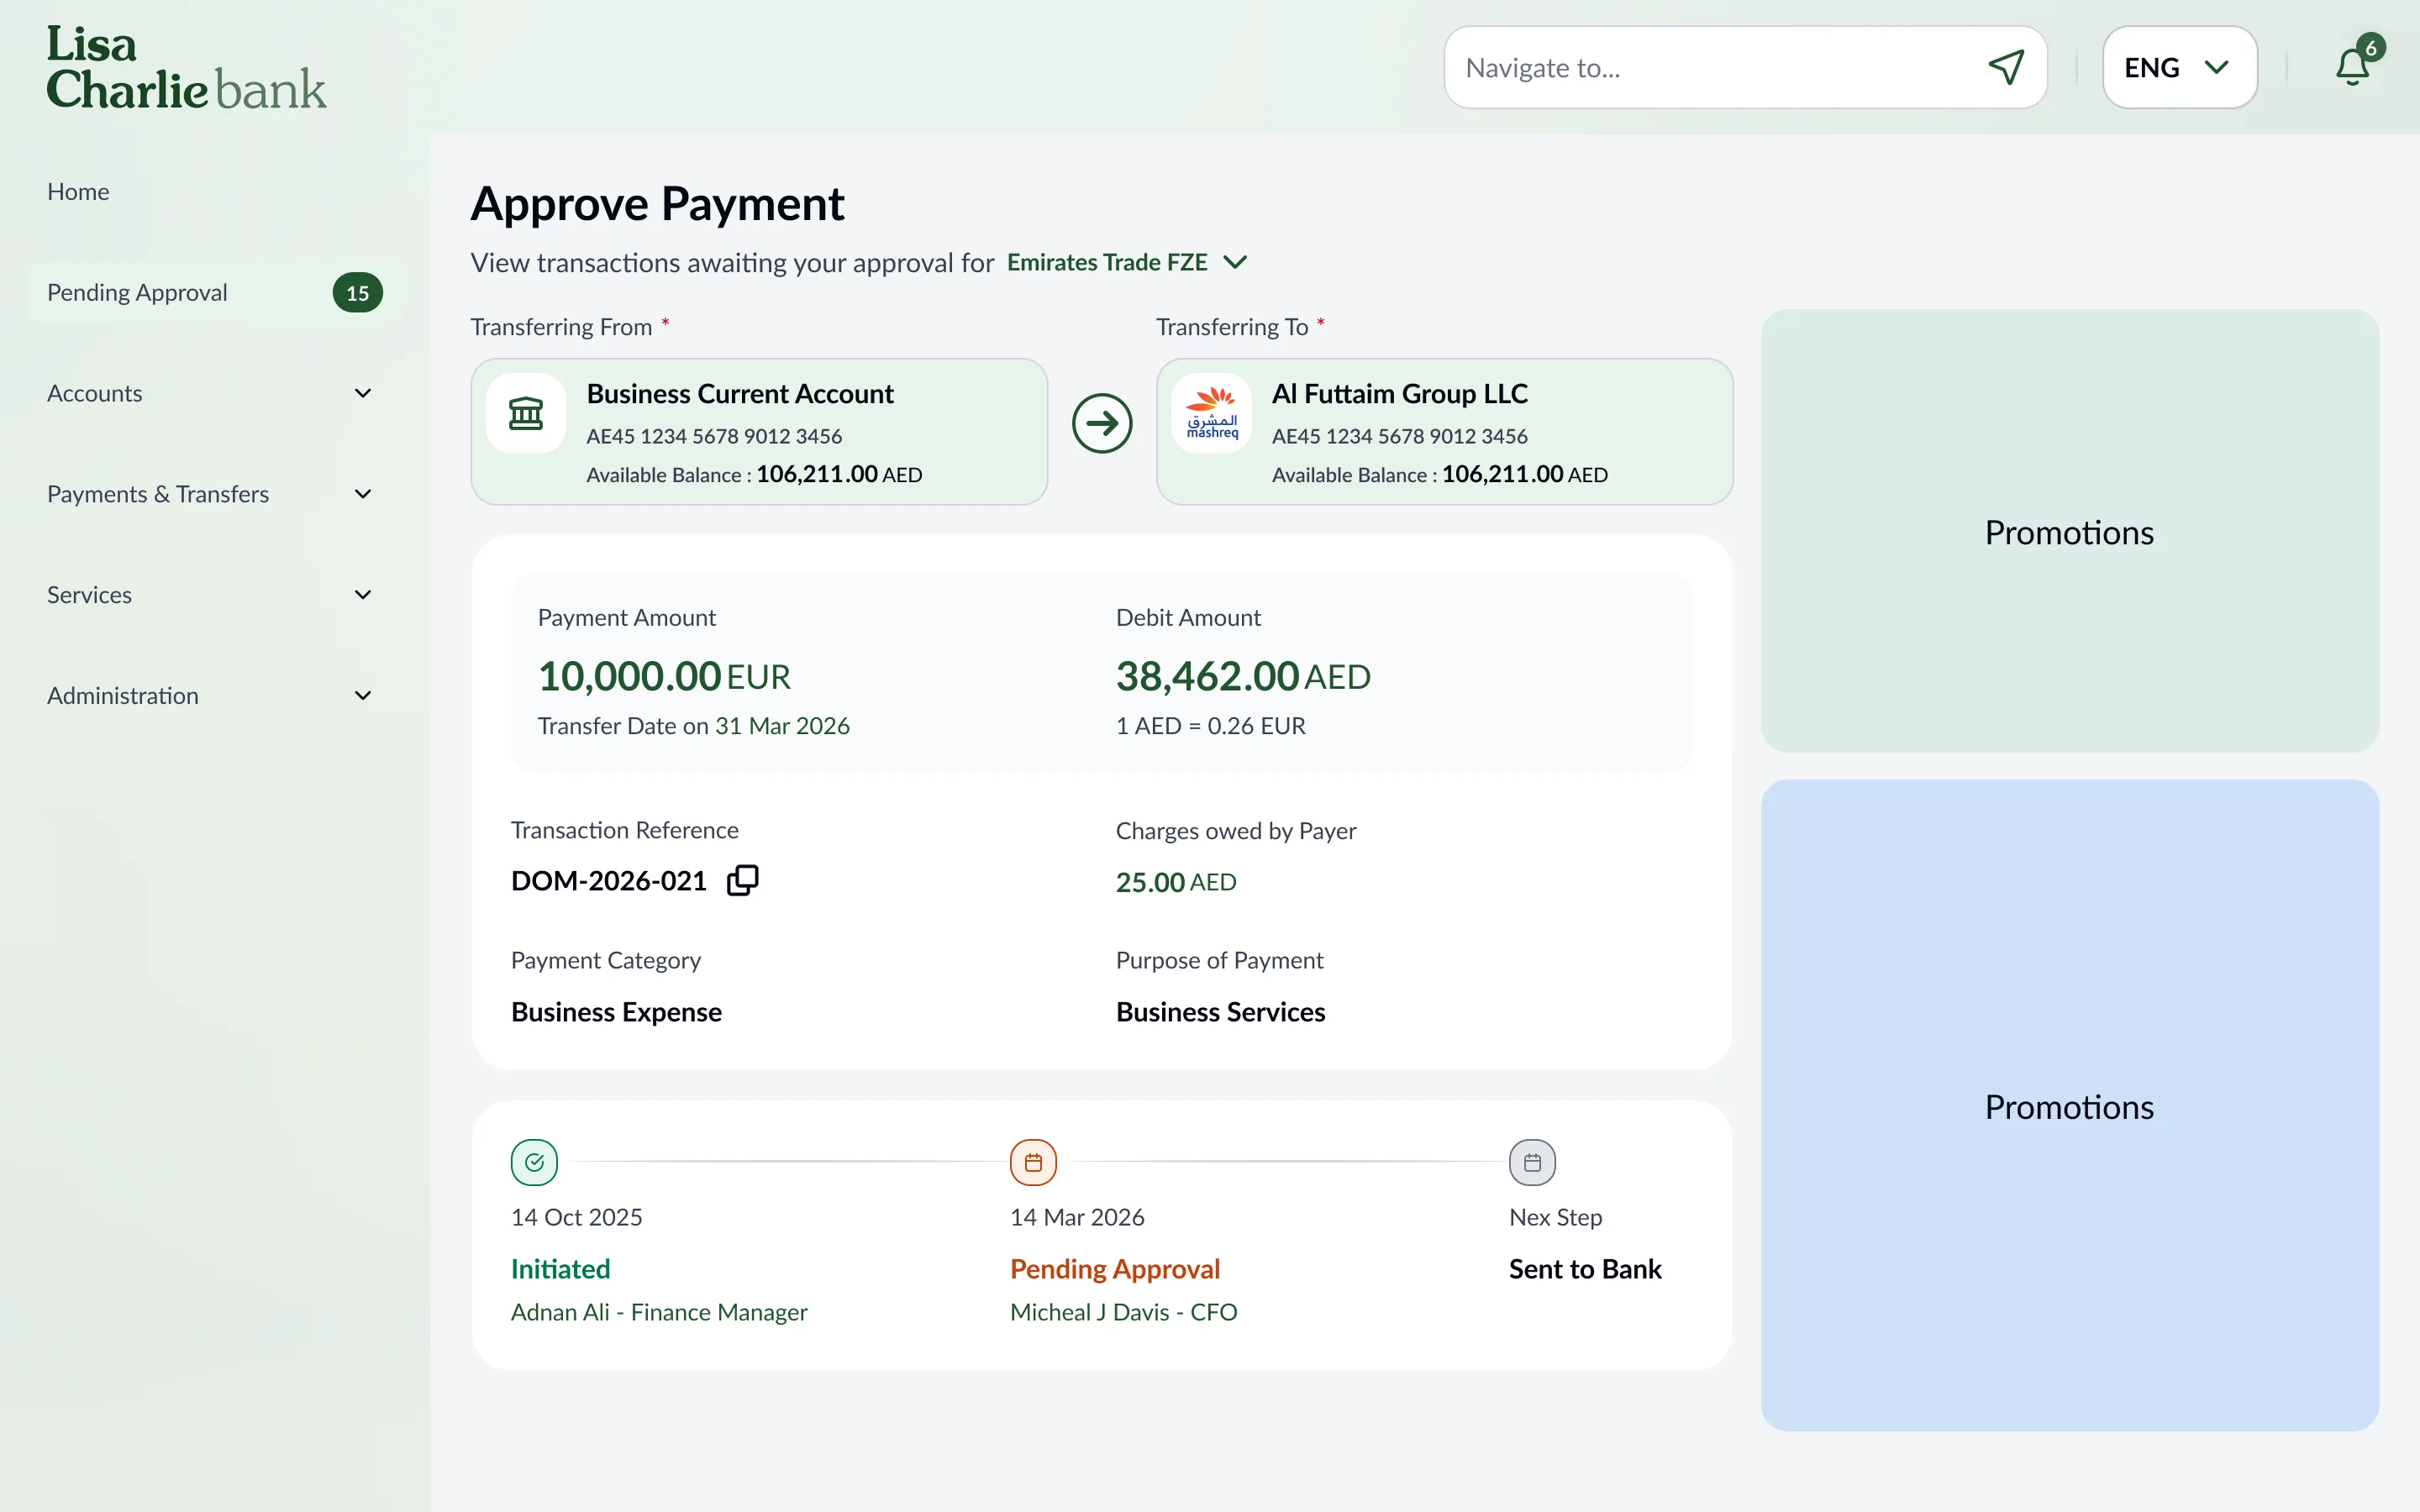 Lisa
Charlie bank
Navigate to...
ENG
6
Home
Pending Approval
15
Accounts
Payments & Transfers
Services
Administration
Approve Payment
View transactions awaiting your approval for Emirates Trade FZE
Transferring From *
Business Current Account
AE45 1234 5678 9012 3456
Available Balance : 106,211.00 AED
Transferring To *
المشرق
mashreq
Al Futtaim Group LLC
AE45 1234 5678 9012 3456
Available Balance : 106,211.00 AED
Payment Amount
10,000.00 EUR
Transfer Date on 31 Mar 2026
Debit Amount
38,462.00 AED
1 AED = 0.26 EUR
Transaction Reference
DOM-2026-021
Charges owed by Payer
25.00 AED
Payment Category
Business Expense
Purpose of Payment
Business Services
14 Oct 2025
Initiated
Adnan Ali - Finance Manager
14 Mar 2026
Pending Approval
Micheal J Davis - CFO
Nex Step
Sent to Bank
Promotions
Promotions